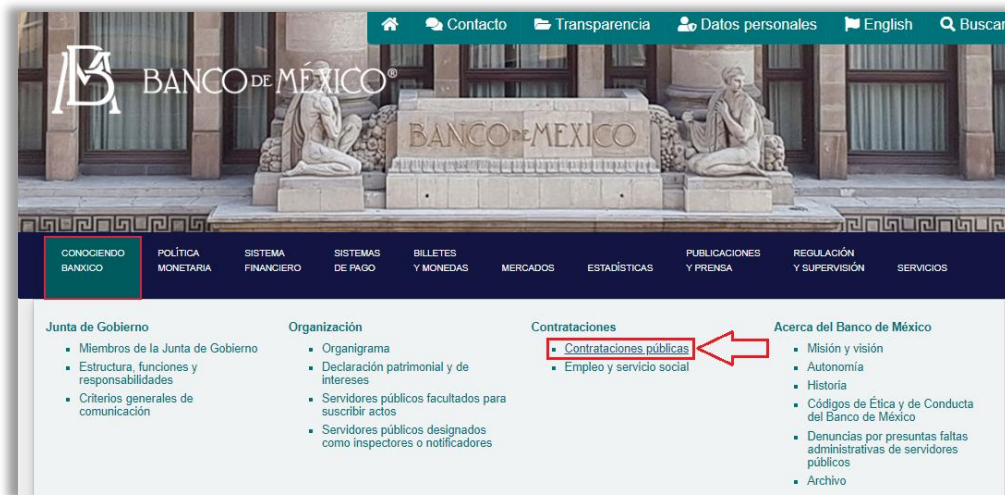 Contacto Transparencia Datos personales English Buscar
BANCO DE MÉXICO®
BANCO DE MEXICO
CONOCIENDO BANXICO
POLÍTICA MONETARIA
SISTEMA FINANCIERO
SISTEMAS DE PAGO
BILLETES Y MONEDAS
MERCADOS
ESTADÍSTICAS
PUBLICACIONES Y PRENSA
REGULACIÓN Y SUPERVISIÓN
SERVICIOS
Junta de Gobierno
Miembros de la Junta de Gobierno
Estructura, funciones y
responsabilidades
Criterios generales de
comunicación
Organización
Organigrama
Declaración patrimonial y de
intereses
Servidores públicos facultados para
suscribir actos
Servidores públicos designados
como inspectores o notificadores
Contrataciones
Contrataciones públicas
Empleo y servicio social
Acerca del Banco de México
Misión y visión
Autonomía
Historia
Códigos de Ética y de Conducta
del Banco de México
Denuncias por presuntas faltas
administrativas de servidores
públicos
Archivo